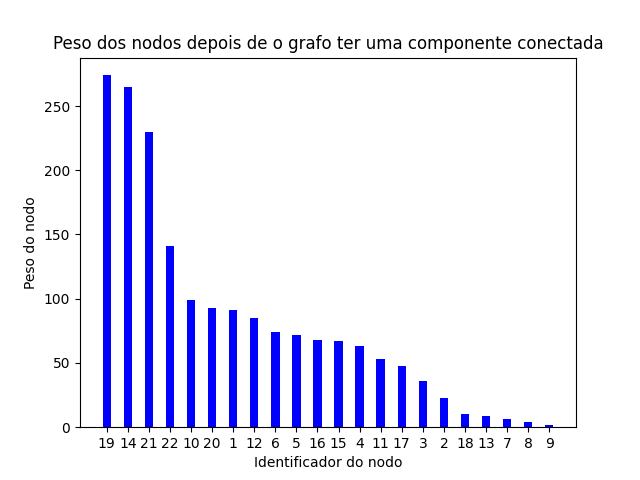 Peso dos nodos depois de o grafo ter uma componente conectada
Peso do nodo
250
200
150
100
50
0
19 14 21 22 10 20 1 12 6 5 16 15 4 11 17 3 2 18 13 7 8 9
Identificador do nodo